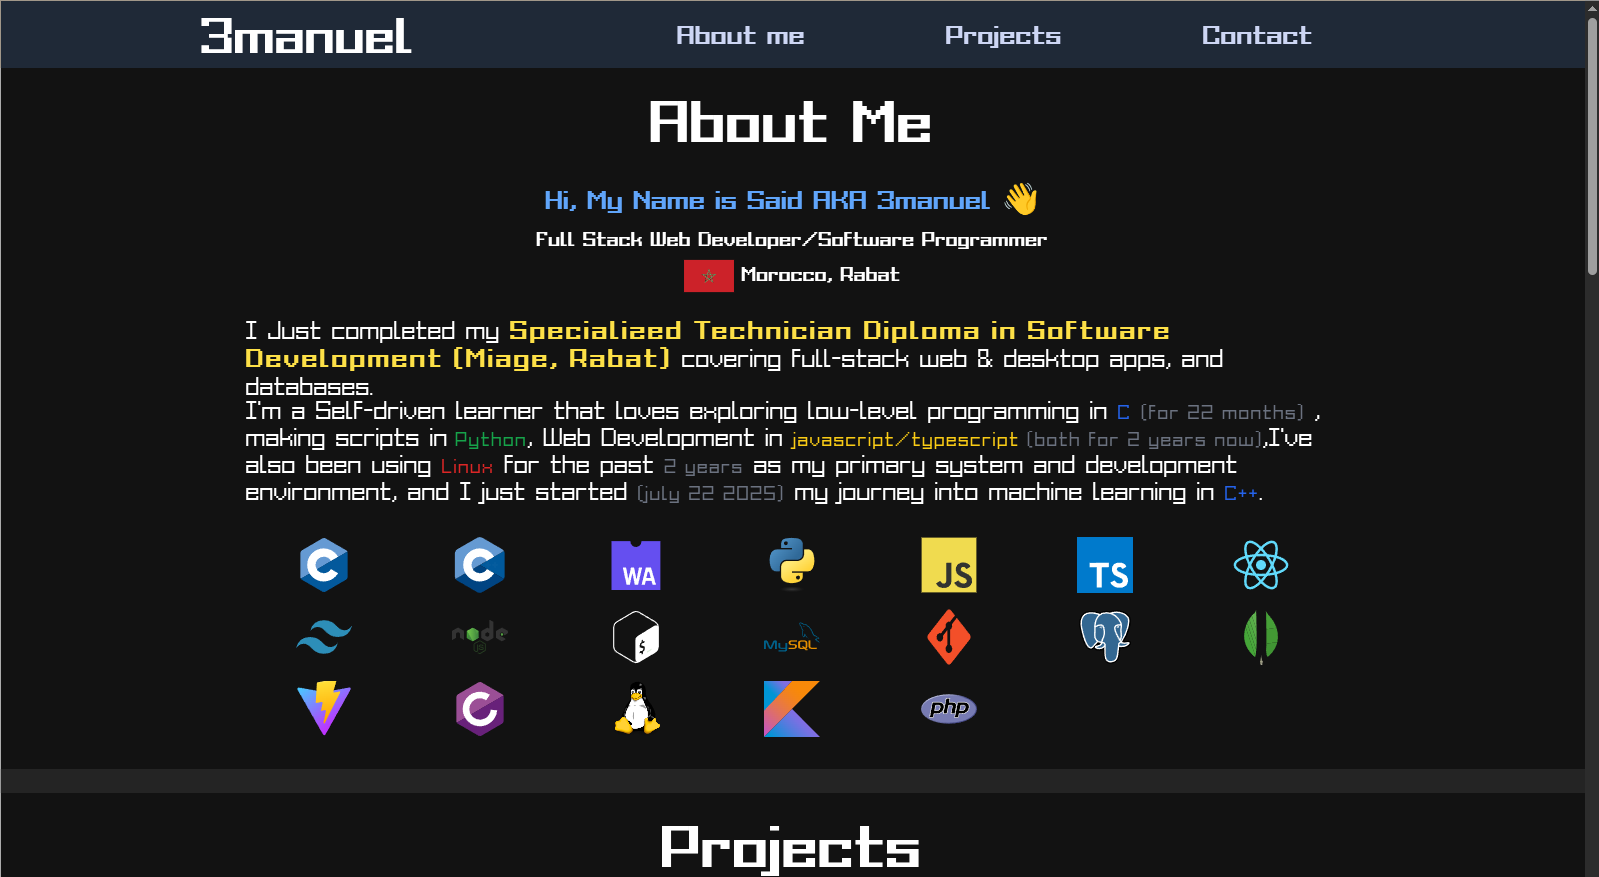 3manuel About me Projects Contact
About Me
Hi, My Name is Said AKA 3manuel 👋
Full Stack Web Developer/Software Programmer
Morocco, Rabat
I Just completed my Specialized Technician Diploma in Software
Development (Miage, Rabat) covering full-stack web & desktop apps, and
databases.
I'm a Self-driven learner that loves exploring low-level programming in C (for 22 months) ,
making scripts in Python, Web Development in javascript/typescript (both for 2 years now),I've
also been using Linux for the past 2 years as my primary system and development
environment, and I just started (july 22 2025) my journey into machine learning in C++.
C C WA JS TS
node JS $ MySQL
C php
Projects